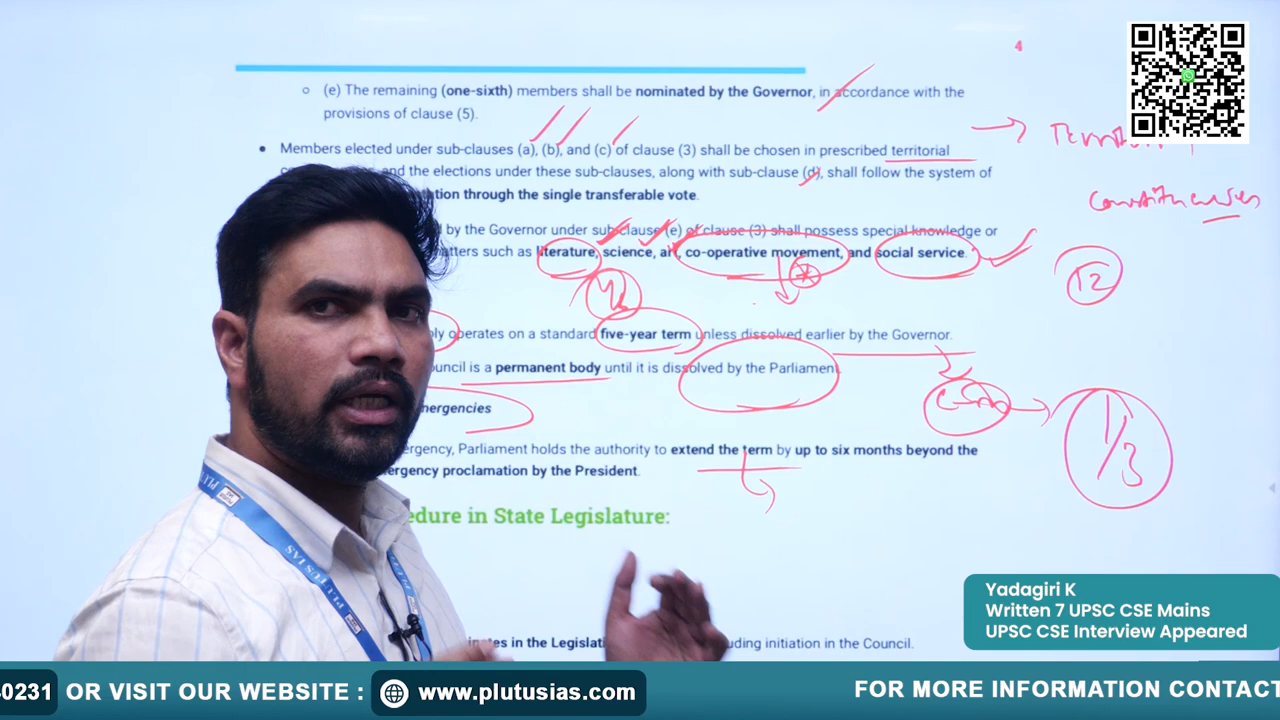 4
(e) The remaining (one-sixth) members shall be nominated by the Governor, in accordance with the
provisions of clause (5).
Members elected under sub-clauses (a), (b), and (c) of clause (3) shall be chosen in prescribed territorial
and the elections under these sub-clauses, along with sub-clause (d), shall follow the system of
through the single transferable vote.
constituencies
by the Governor under sub-clause (e) of clause (3) shall possess special knowledge or
such as literature, science, art, co-operative movement, and social service.
12
operates on a standard five-year term unless dissolved earlier by the Governor.
is a permanent body until it is dissolved by the Parliament.
1/3
Parliament holds the authority to extend the term by up to six months beyond the
proclamation by the President.
in State Legislature:
in the initiation in the Council.
PLUTUS IAS
Yadagiri K
Written 7 UPSC CSE Mains
UPSC CSE Interview Appeared
0231 OR VISIT OUR WEBSITE : www.plutusias.com FOR MORE INFORMATION CONTACT